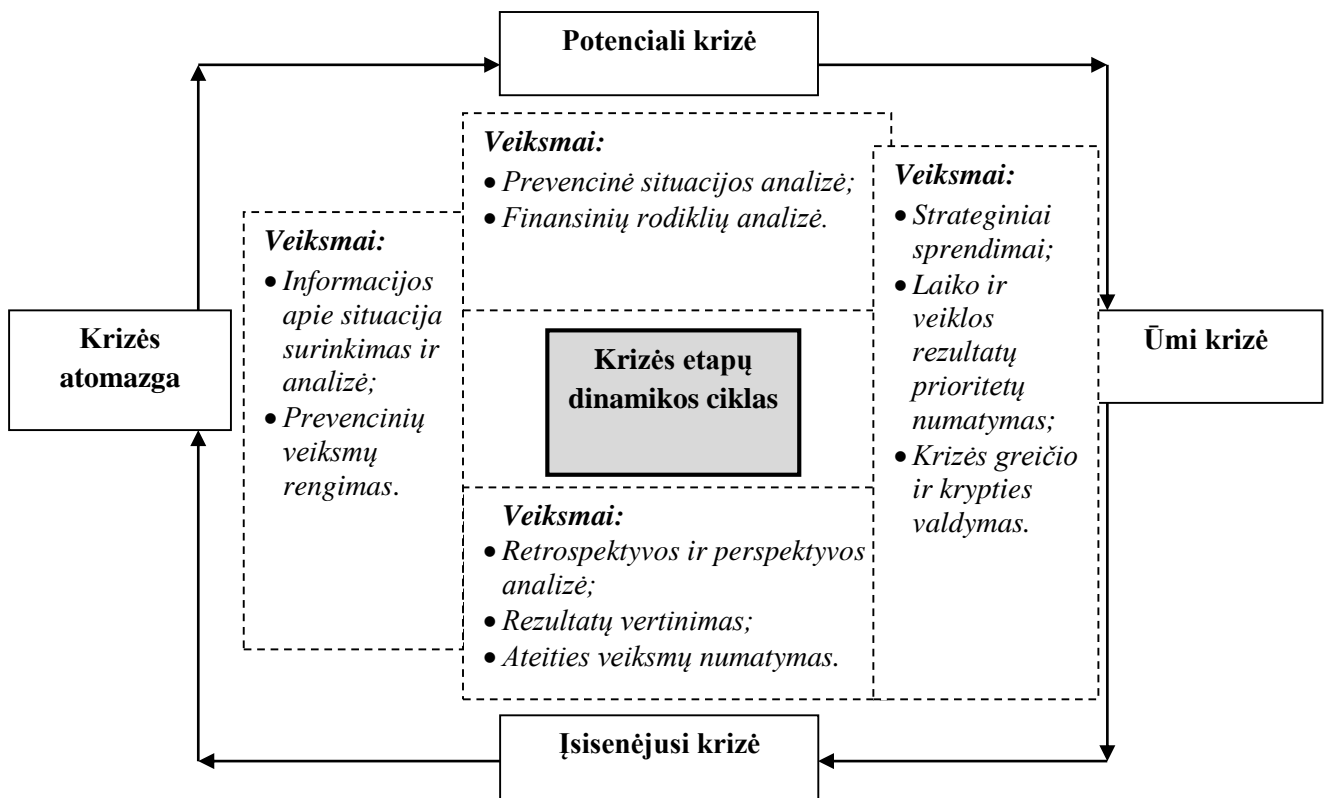 Potenciali krizė
Veiksmai:
• Prevencinė situacijos analizė;
• Finansinių rodiklių analizė.
Veiksmai:
• Strateginiai
sprendimai;
• Laiko ir
veiklos
rezultatų
prioritetų
numatymas;
• Krizės greičio
ir krypties
valdymas.
Veiksmai:
• Informacijos
apie situacija
surinkimas ir
analizė;
• Prevencinių
veiksmų
rengimas.
Krizės
atomazga
Krizės etapų
dinamikos ciklas
Ūmi krizė
Veiksmai:
• Retrospektyvos ir perspektyvos
analizė;
• Rezultatų vertinimas;
• Ateities veiksmų numatymas.
Įsisenėjusi krizė